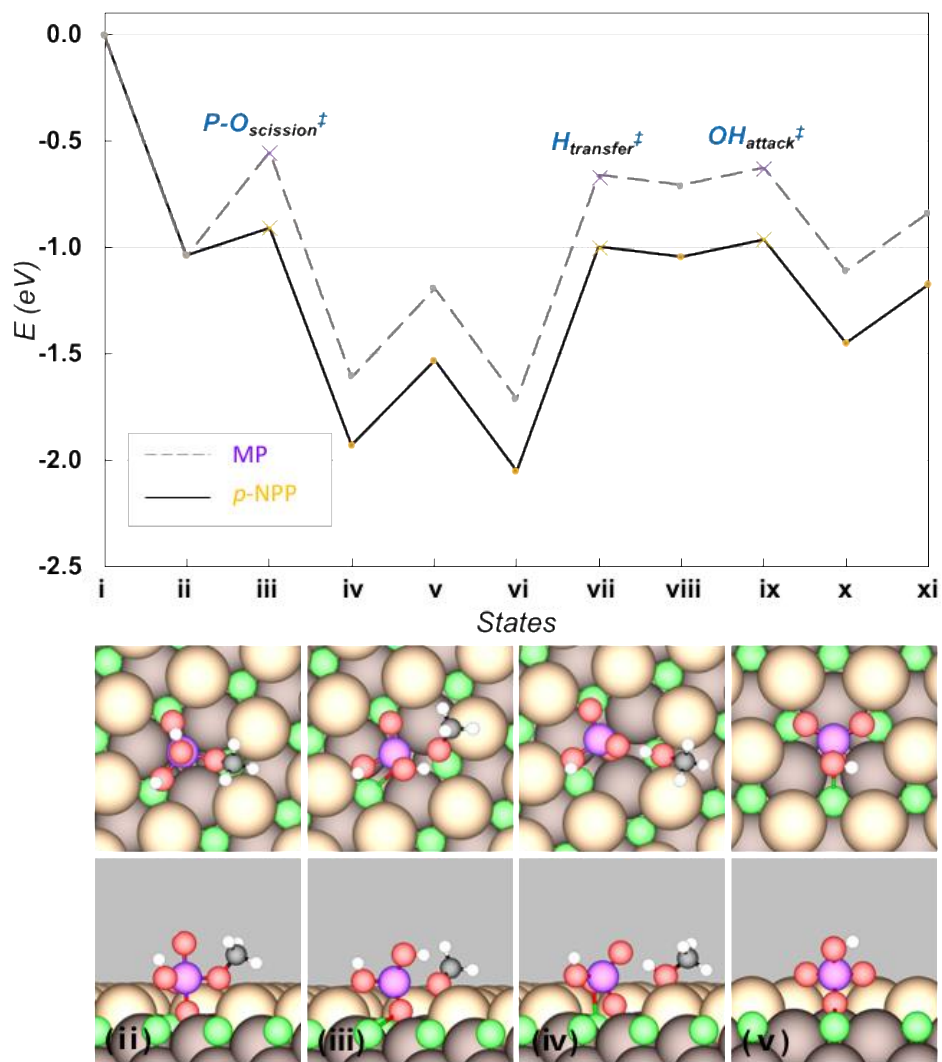 0.0
-0.5
-1.0
-1.5
-2.0
-2.5
E (eV)
P-Oscission‡
Htransfer‡
OHattack‡
MP
p-NPP
i ii iii iv v vi vii viii ix x xi
States
(ii) (iii) (iv) (v)